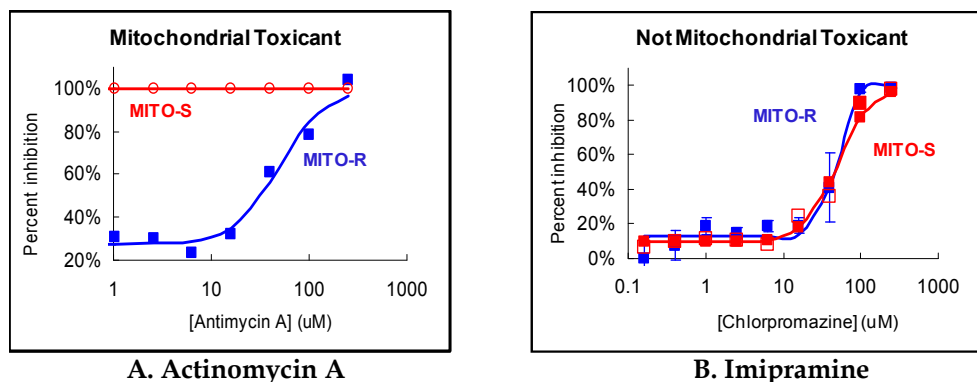 Mitochondrial Toxicant
Percent inhibition
100%
80%
60%
40%
20%
MITO-S
MITO-R
1
10
100
1000
[Antimycin A] (uM)
A. Actinomycin A
Not Mitochondrial Toxicant
Percent inhibition
100%
80%
60%
40%
20%
0%
MITO-R
MITO-S
0.1
1
10
100
1000
[Chlorpromazine] (uM)
B. Imipramine